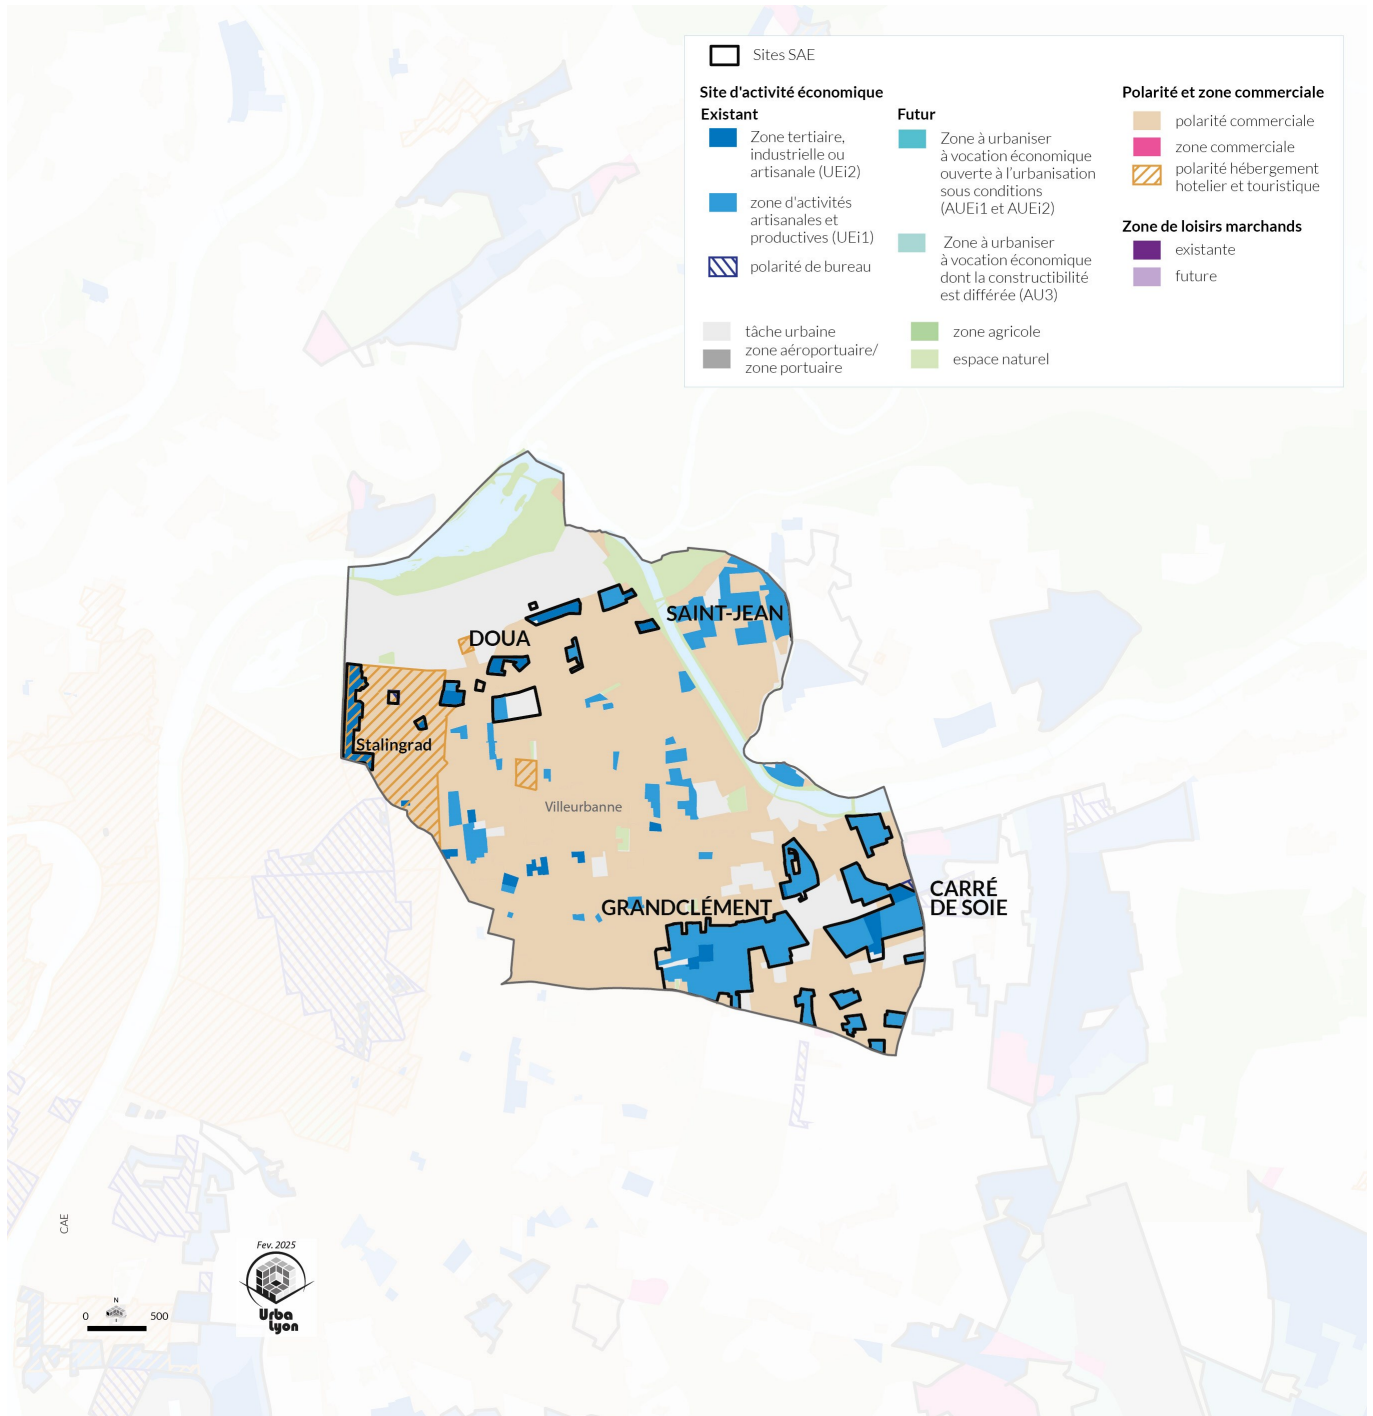 Sites SAE
Site d'activité économique
Existant
Zone tertiaire,
industrielle ou
artisanale (UEi2)
zone d'activités
artisanales et
productives (UEi1)
polarité de bureau
Futur
Zone à urbaniser
à vocation économique
ouverte à l'urbanisation
sous conditions
(AUEi1 et AUEi2)
Zone à urbaniser
à vocation économique
dont la constructibilité
est différée (AU3)
Polarité et zone commerciale
polarité commerciale
zone commerciale
polarité hébergement
hotelier et touristique
Zone de loisirs marchands
existante
future
tâche urbaine
zone aéroportuaire/
zone portuaire
zone agricole
espace naturel
SAINT-JEAN
DOUA
Stalingrad
Villeurbanne
GRANDCLÉMENT
CARRÉ
DE SOIE
CAE
Fev. 2025
Urba
Lyon
N
0 500